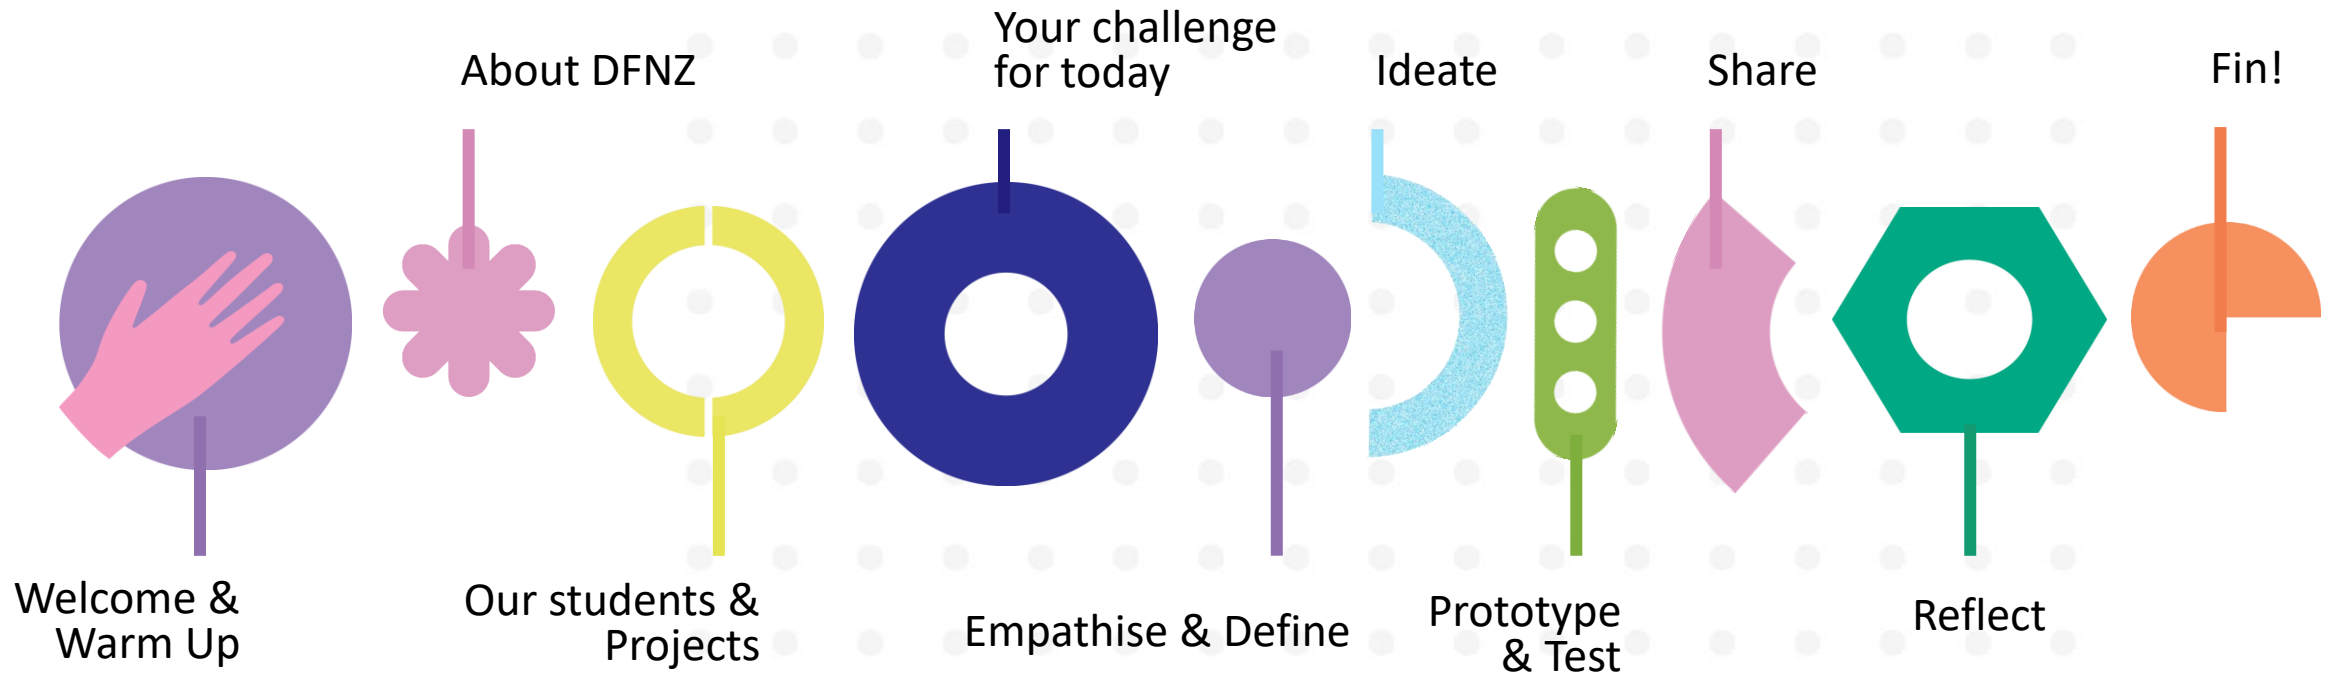 Welcome &
Warm Up
About DFNZ
Our students &
Projects
Your challenge
for today
Empathise & Define
Ideate
Prototype
& Test
Share
Reflect
Fin!